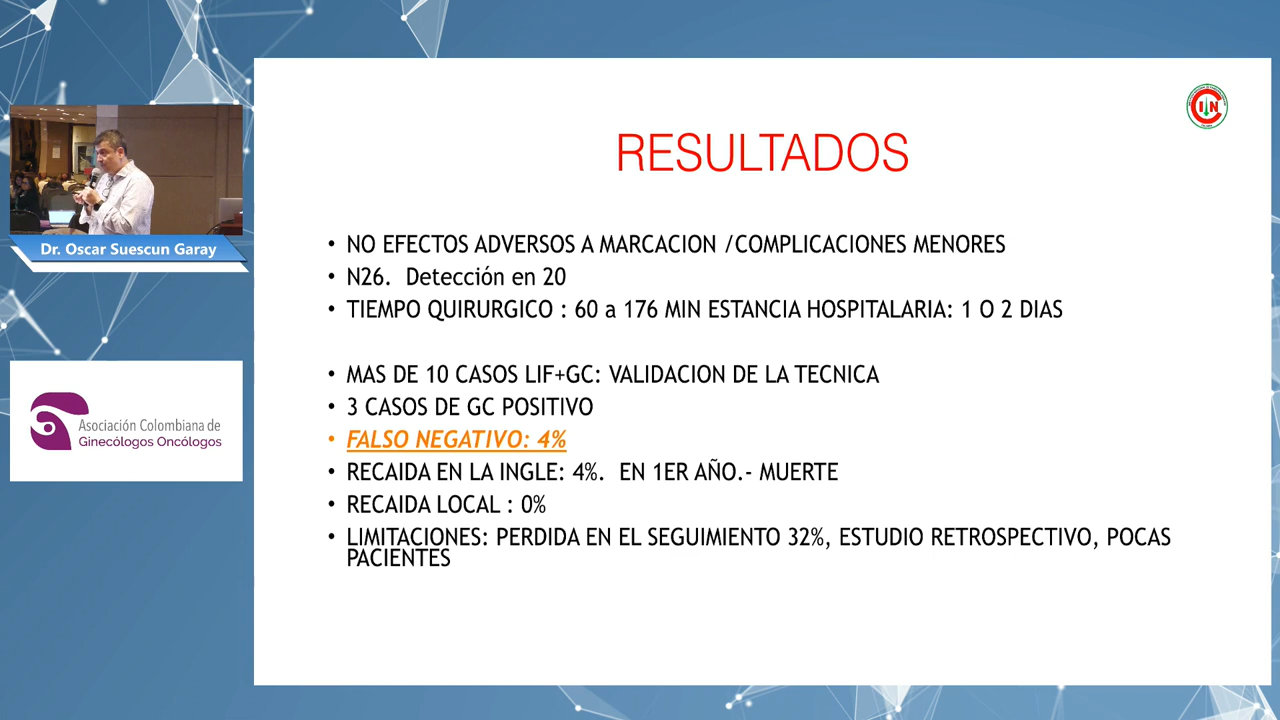 RESULTADOS
• NO EFECTOS ADVERSOS A MARCACION /COMPLICACIONES MENORES
• N26. Detección en 20
• TIEMPO QUIRURGICO : 60 a 176 MIN ESTANCIA HOSPITALARIA: 1 O 2 DIAS
• MAS DE 10 CASOS LIF+GC: VALIDACION DE LA TECNICA
• 3 CASOS DE GC POSITIVO
• FALSO NEGATIVO: 4%
• RECAIDA EN LA INGLE: 4%. EN 1ER AÑO.- MUERTE
• RECAIDA LOCAL : 0%
• LIMITACIONES: PERDIDA EN EL SEGUIMIENTO 32%, ESTUDIO RETROSPECTIVO, POCAS
PACIENTES
Dr. Oscar Suescun Garay
Asociación Colombiana de
Ginecólogos Oncólogos